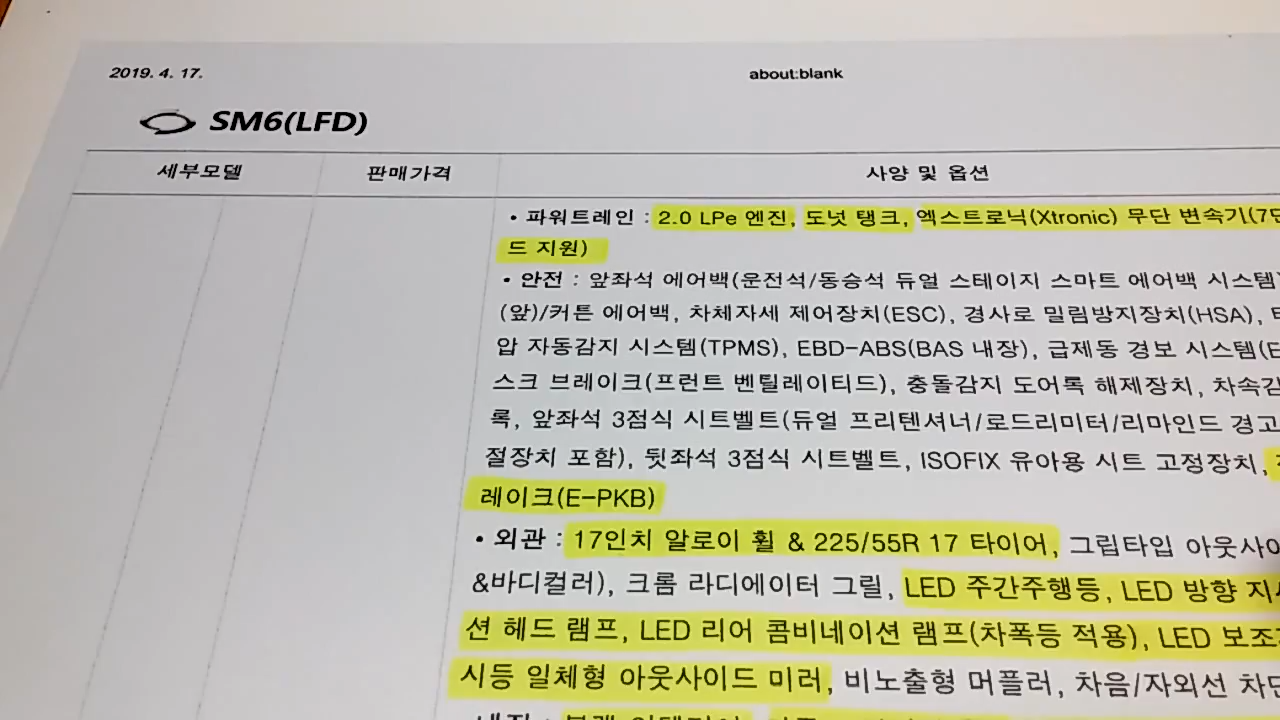 2019. 4. 17.
about:blank
SM6(LFD)
세부모델 판매가격 사양 및 옵션
• 파워트레인 : 2.0 LPe 엔진, 도넛 탱크, 엑스트로닉(Xtronic) 무단 변속기(7단
드 지원)
• 안전 : 앞좌석 에어백(운전석/동승석 듀얼 스테이지 스마트 에어백 시스템)
(앞)/커튼 에어백, 차체자세 제어장치(ESC), 경사로 밀림방지장치(HSA),
압 자동감지 시스템(TPMS), EBD-ABS(BAS 내장), 급제동 경보 시스템(E
스크 브레이크(프런트 벤틸레이티드), 충돌감지 도어록 해제장치, 차속감
록, 앞좌석 3점식 시트벨트(듀얼 프리텐셔너/로드리미터/리마인드 경고
절장치 포함), 뒷좌석 3점식 시트벨트, ISOFIX 유아용 시트 고정장치,
레이크(E-PKB)
• 외관 : 17인치 알로이 휠 & 225/55R 17 타이어, 그립타입 아웃사이
&바디컬러), 크롬 라디에이터 그릴, LED 주간주행등, LED 방향 지시
션 헤드 램프, LED 리어 콤비네이션 램프(차폭등 적용), LED 보조
시등 일체형 아웃사이드 미러, 비노출형 머플러, 차음/자외선 차단